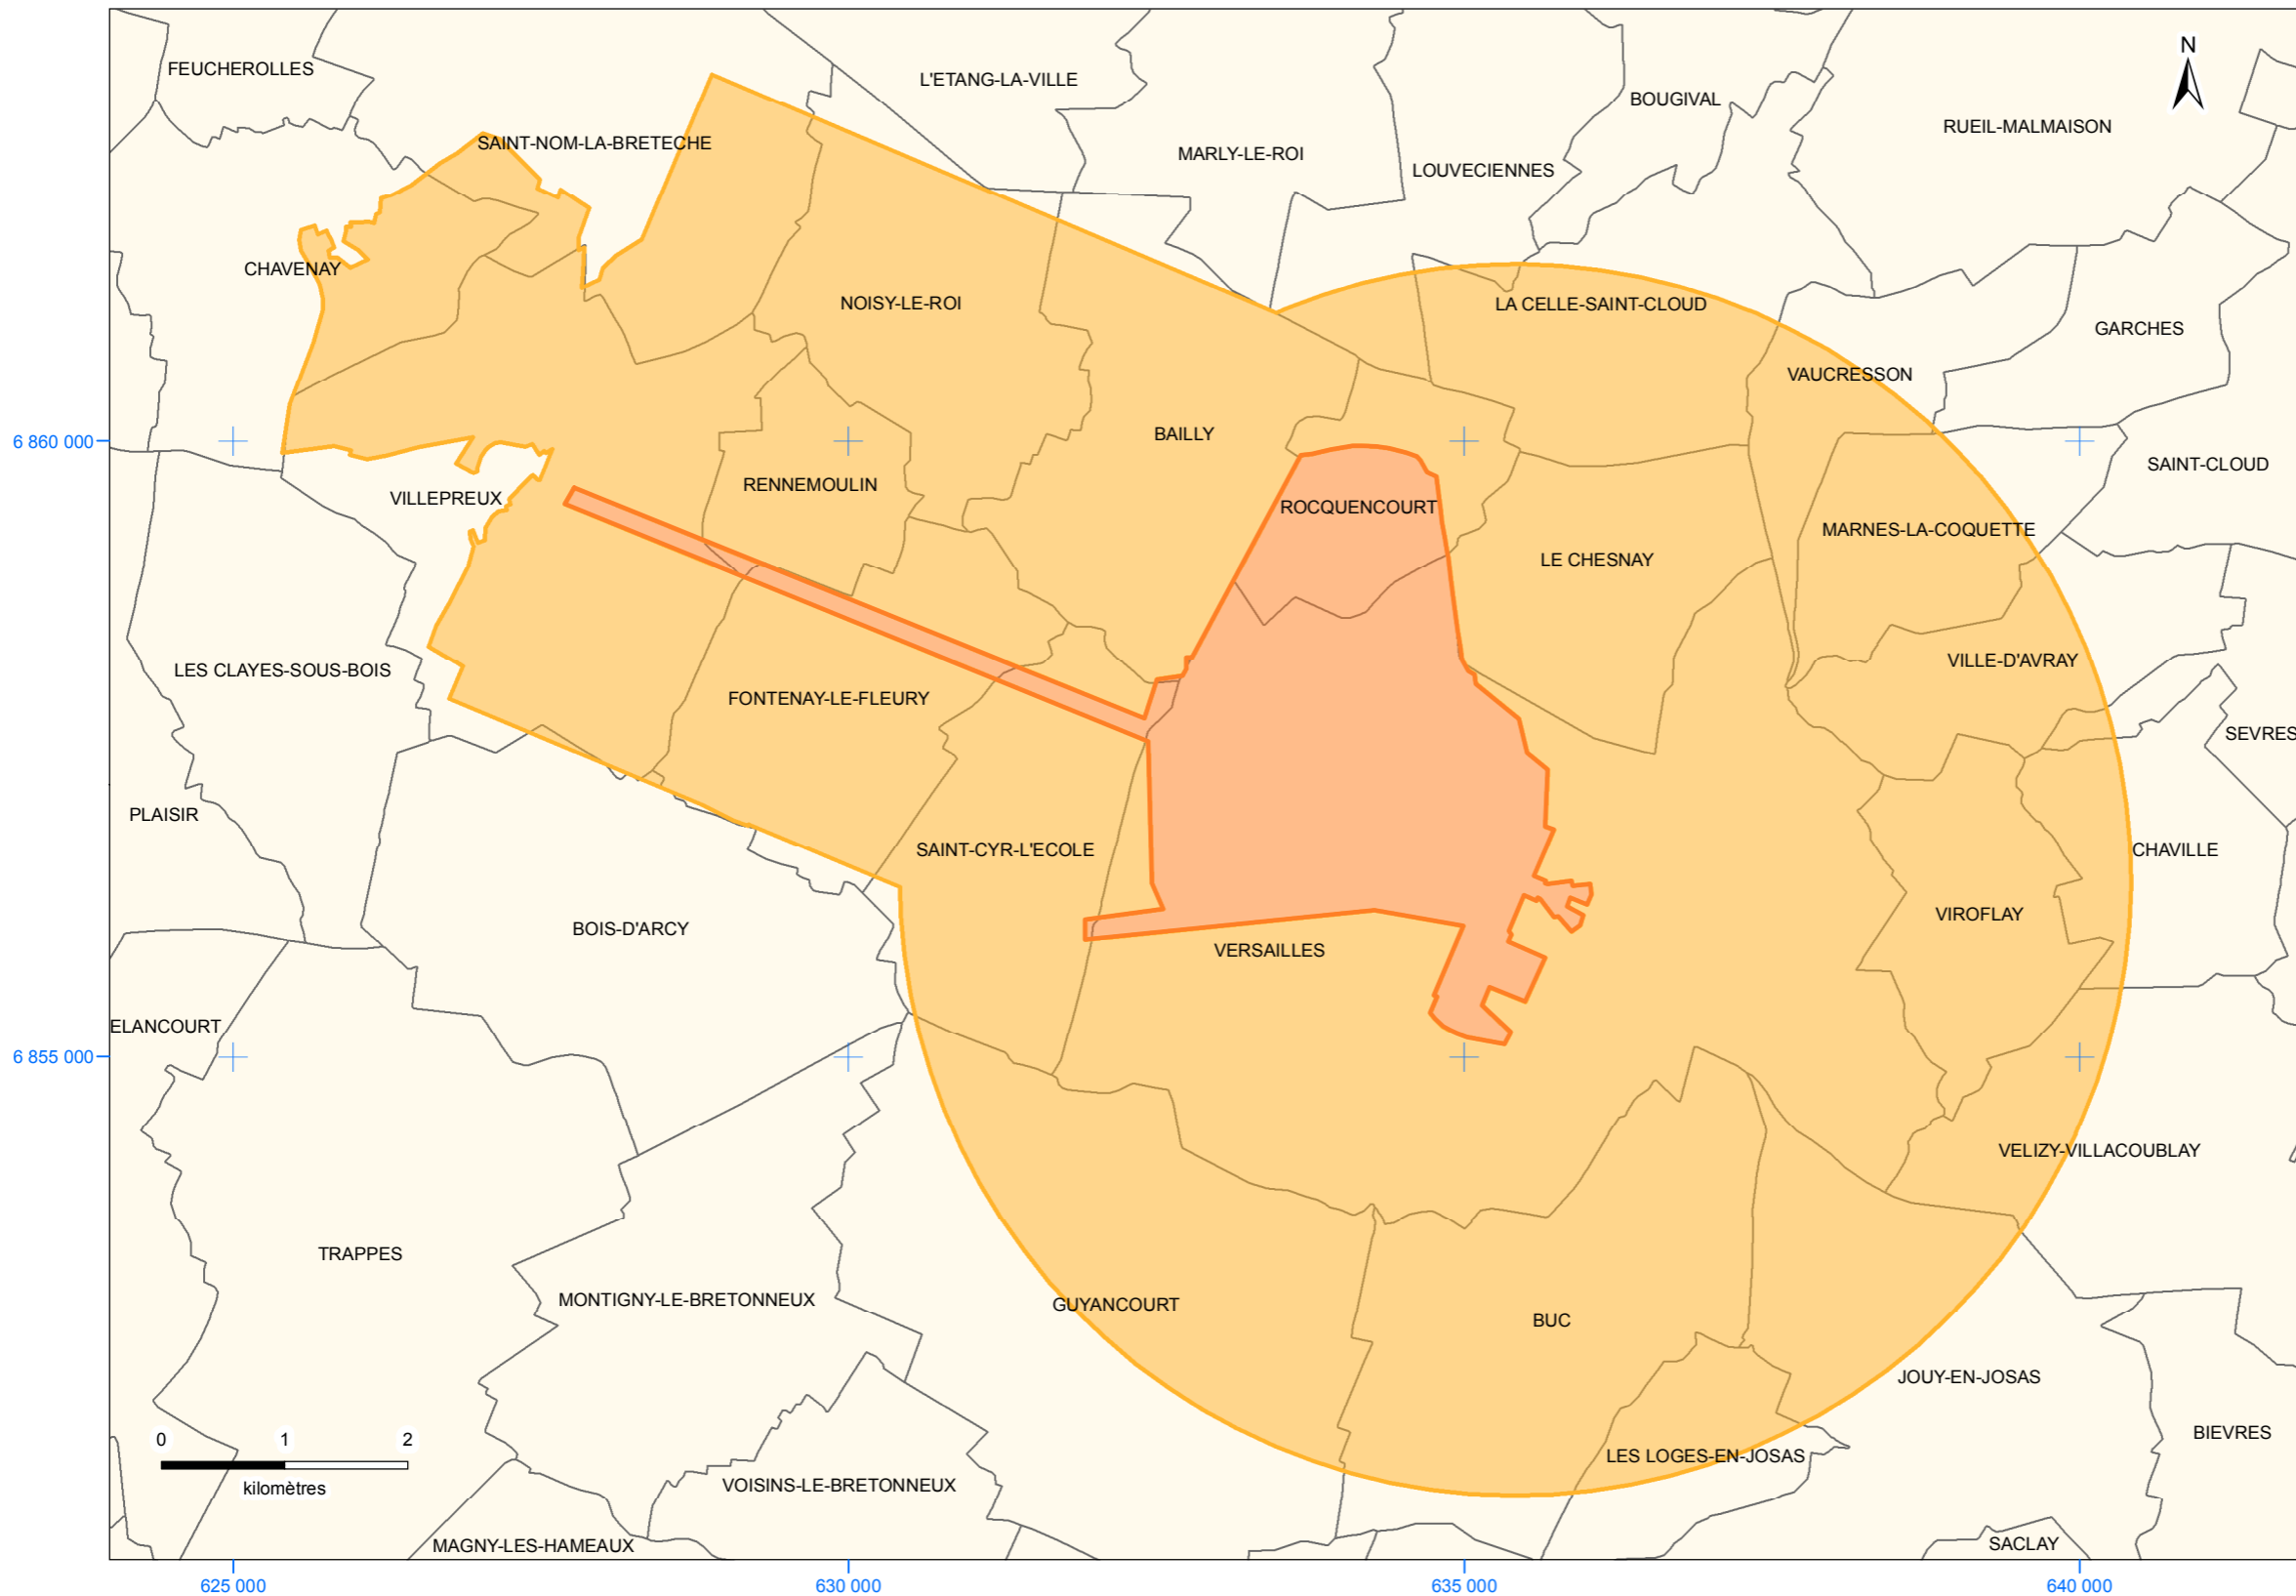 N
FEUCHEROLLES
L'ETANG-LA-VILLE
BOUGIVAL
RUEIL-MALMAISON
SAINT-NOM-LA-BRETECHE
MARLY-LE-ROI
LOUVECIENNES
CHAVENAY
NOISY-LE-ROI
LA CELLE-SAINT-CLOUD
GARCHES
VAUCRESSON
6 860 000
BAILLY
SAINT-CLOUD
RENNEMOULIN
VILLEPREUX
ROCQUENCOURT
MARNES-LA-COQUETTE
LE CHESNAY
LES CLAYES-SOUS-BOIS
VILLE-D'AVRAY
FONTENAY-LE-FLEURY
SEVRES
PLAISIR
SAINT-CYR-L'ECOLE
CHAVILLE
VIROFLAY
BOIS-D'ARCY
VERSAILLES
ELANCOURT
6 855 000
VELIZY-VILLACOUBLAY
TRAPPES
MONTIGNY-LE-BRETONNEUX
GUYANCOURT
BUC
JOUY-EN-JOSAS
BIEVRES
0 1 2
kilomètres
LES LOGES-EN-JOSAS
VOISINS-LE-BRETONNEUX
MAGNY-LES-HAMEAUX
SACLAY
625 000 630 000 635 000 640 000